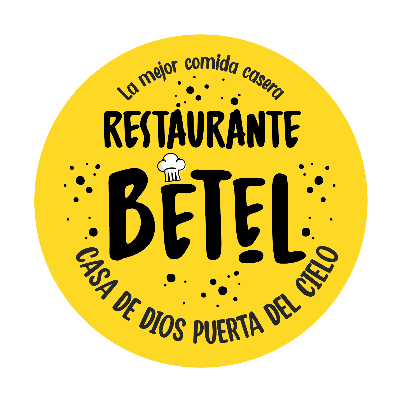 La mejor comida casera
RESTAURANTE
BETEL
CASA DE DIOS PUERTA DEL CIELO